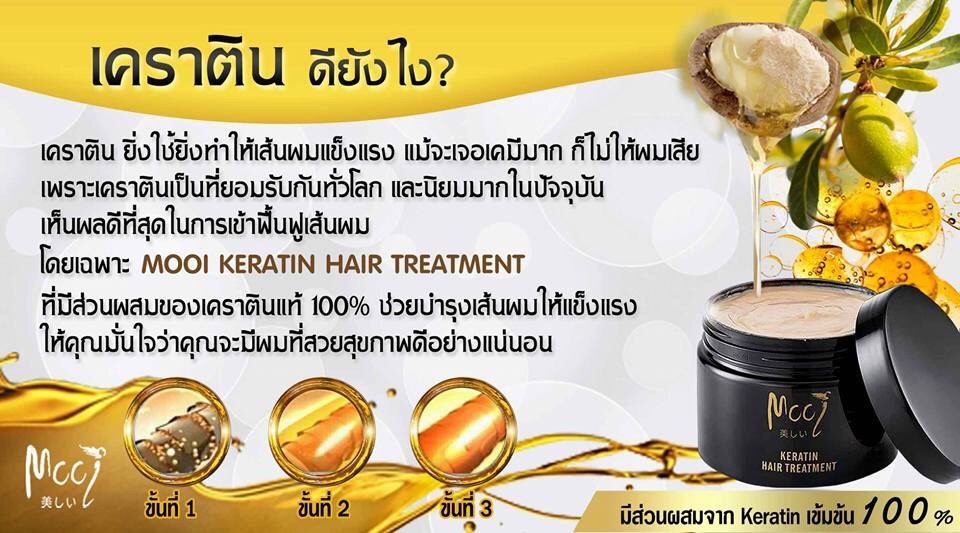 เคราติน ดียังไง?
เคราติน ยิ่งใช้ยิ่งทำให้เส้นผมแข็งแรง แม้จะเจอเคมีมาก ก็ไม่ให้ผมเสีย
เพราะเคราตินเป็นที่ยอมรับกันทั่วโลก และนิยมมากในปัจจุบัน
เห็นผลดีที่สุดในการเข้าฟื้นฟูเส้นผม
โดยเฉพาะ MOOI KERATIN HAIR TREATMENT
ที่มีส่วนผสมของเคราตินแท้ 100% ช่วยบำรุงเส้นผมให้แข็งแรง
ให้คุณมั่นใจว่าคุณจะมีผมที่สวยสุขภาพดีอย่างแน่นอน
Mooi
美しい
KERATIN
HAIR TREATMENT
Mooi
美しい
ขั้นที่ 1
ขั้นที่ 2
ขั้นที่ 3
มีส่วนผสมจาก Keratin เข้มข้น 100%